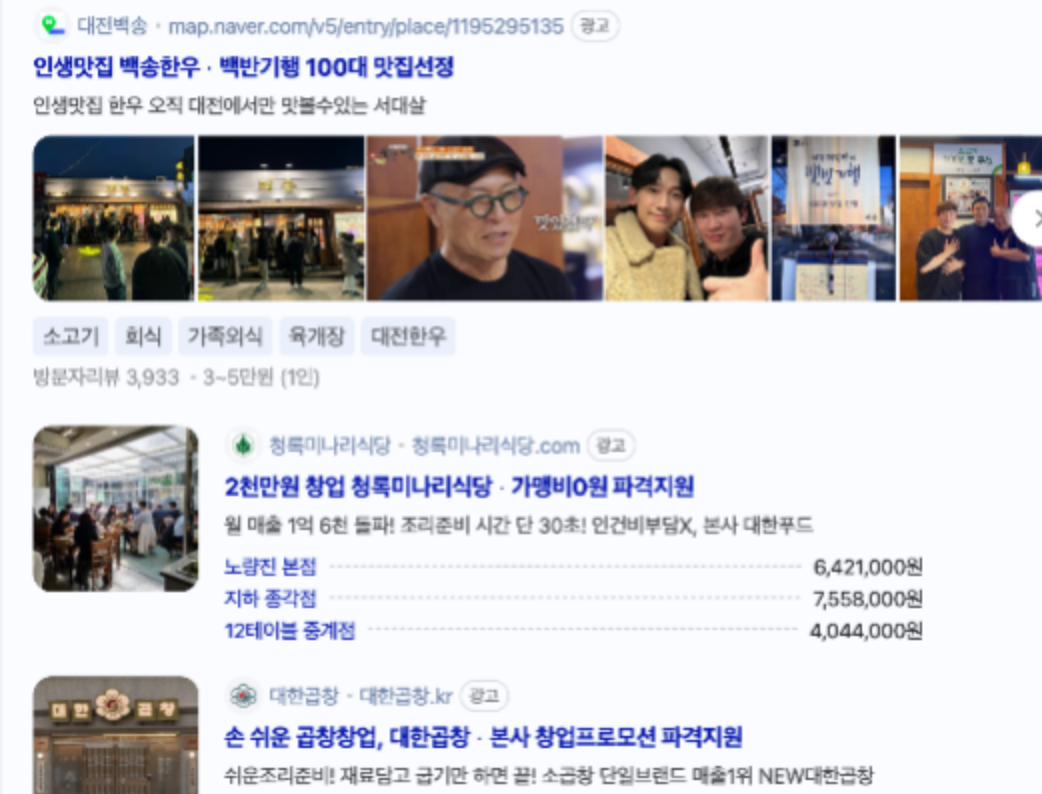 대전백송 · map.naver.com/v5/entry/place/1195295135 광고
인생맛집 백송한우 · 백반기행 100대 맛집선정
인생맛집 한우 오직 대전에서만 맛볼수있는 서대살
소고기 회식 가족외식 육개장 대전한우
방문자리뷰 3,933 · 3~5만원 (1인)
청록미나리식당 · 청록미나리식당.com 광고
2천만원 창업 청록미나리식당 · 가맹비0원 파격지원
월 매출 1억 6천 돌파! 조리준비 시간 단 30초! 인건비부담X, 본사 대한푸드
노량진 본점 6,421,000원
지하 종각점 7,558,000원
12테이블 중계점 4,044,000원
대한곱창 · 대한곱창.kr 광고
대한 곱창
손 쉬운 곱창창업, 대한곱창 · 본사 창업프로모션 파격지원
쉬운조리준비! 재료담고 굽기만 하면 끝! 소곱창 단일브랜드 매출1위 NEW대한곱창